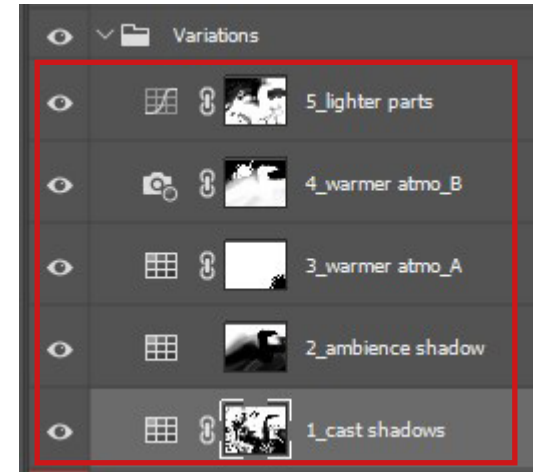 Variations
5_lighter parts
4_warmer atmo_B
3_warmer atmo_A
2_ambience shadow
1_cast shadows